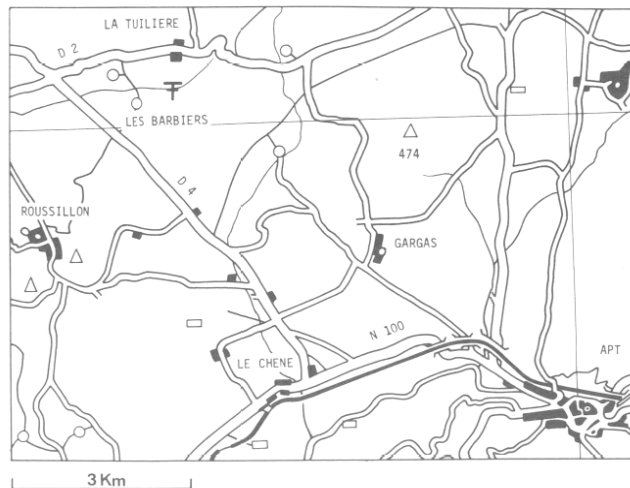 LA TUILIERE
D 2
LES BARBIERS
474
D 4
ROUSSILLON
GARGAS
N 100
LE CHENE
APT
3 Km